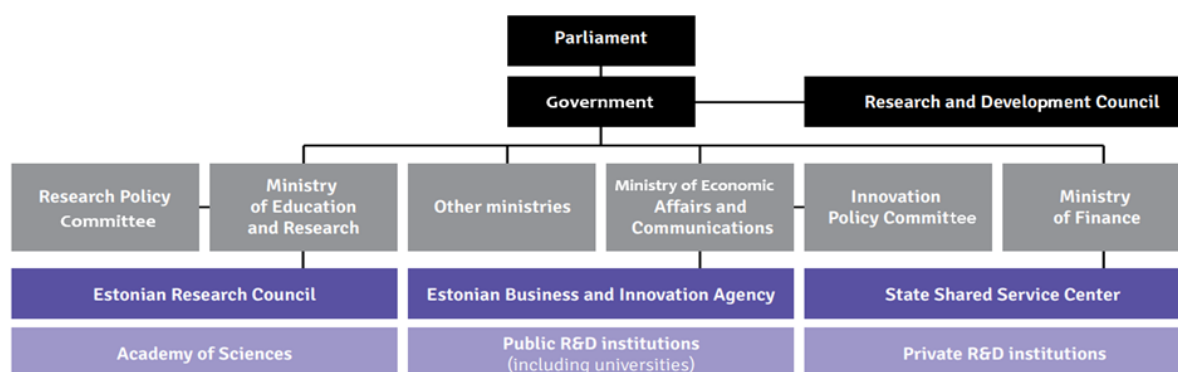 Parliament
Government
Research and Development Council
Research Policy
Committee
Ministry
of Education
and Research
Other ministries
Ministry of Economic
Affairs and
Communications
Innovation
Policy Committee
Ministry
of Finance
Estonian Research Council
Estonian Business and Innovation Agency
State Shared Service Center
Academy of Sciences
Public R&D institutions
(including universities)
Private R&D institutions